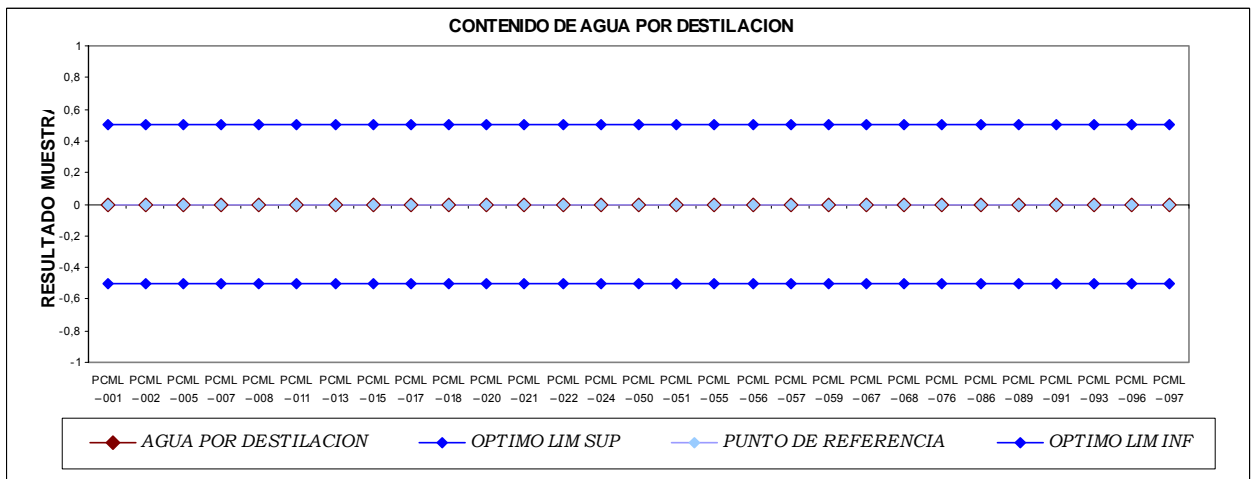 CONTENIDO DE AGUA POR DESTILACION
RESULTADO MUESTRA
1
0,8
0,6
0,4
0,2
0
-0,2
-0,4
-0,6
-0,8
-1
PCML PCML PCML PCML PCML PCML PCML PCML PCML PCML PCML PCML PCML PCML PCML PCML PCML PCML PCML PCML PCML PCML PCML PCML PCML PCML PCML PCML PCML
–001 –002 –005 –007 –008 –011 –013 –015 –017 –018 –020 –021 –022 –024 –050 –051 –055 –056 –057 –059 –067 –068 –076 –086 –089 –091 –093 –096 –097
AGUA POR DESTILACION OPTIMO LIM SUP PUNTO DE REFERENCIA OPTIMO LIM INF